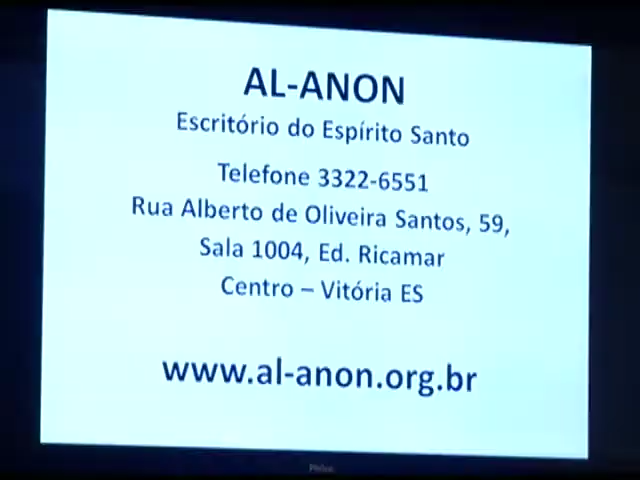 AL-ANON
Escritório do Espírito Santo
Telefone 3322-6551
Rua Alberto de Oliveira Santos, 59,
Sala 1004, Ed. Ricamar
Centro – Vitória ES
www.al-anon.org.br
Philco